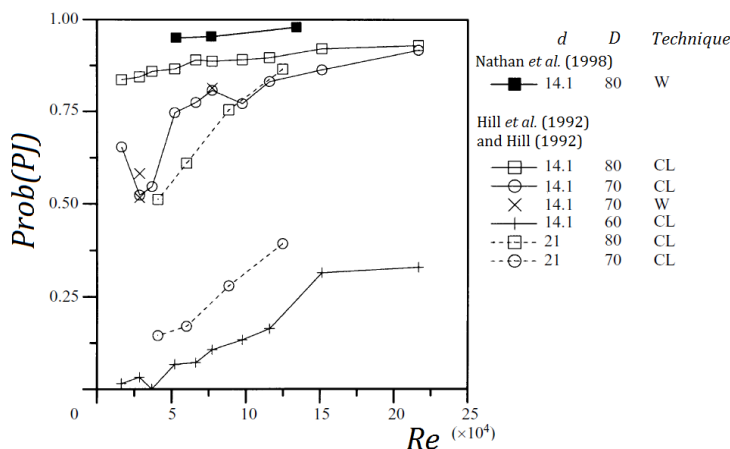 1.00
0.75
0.50
0.25
Prob(PJ)
0 5 10 15 20 25
Re (×10⁴)
d D Technique
Nathan et al. (1998)
14.1 80 W
Hill et al. (1992)
and Hill (1992)
14.1 80 CL
14.1 70 CL
14.1 70 W
14.1 60 CL
21 80 CL
21 70 CL